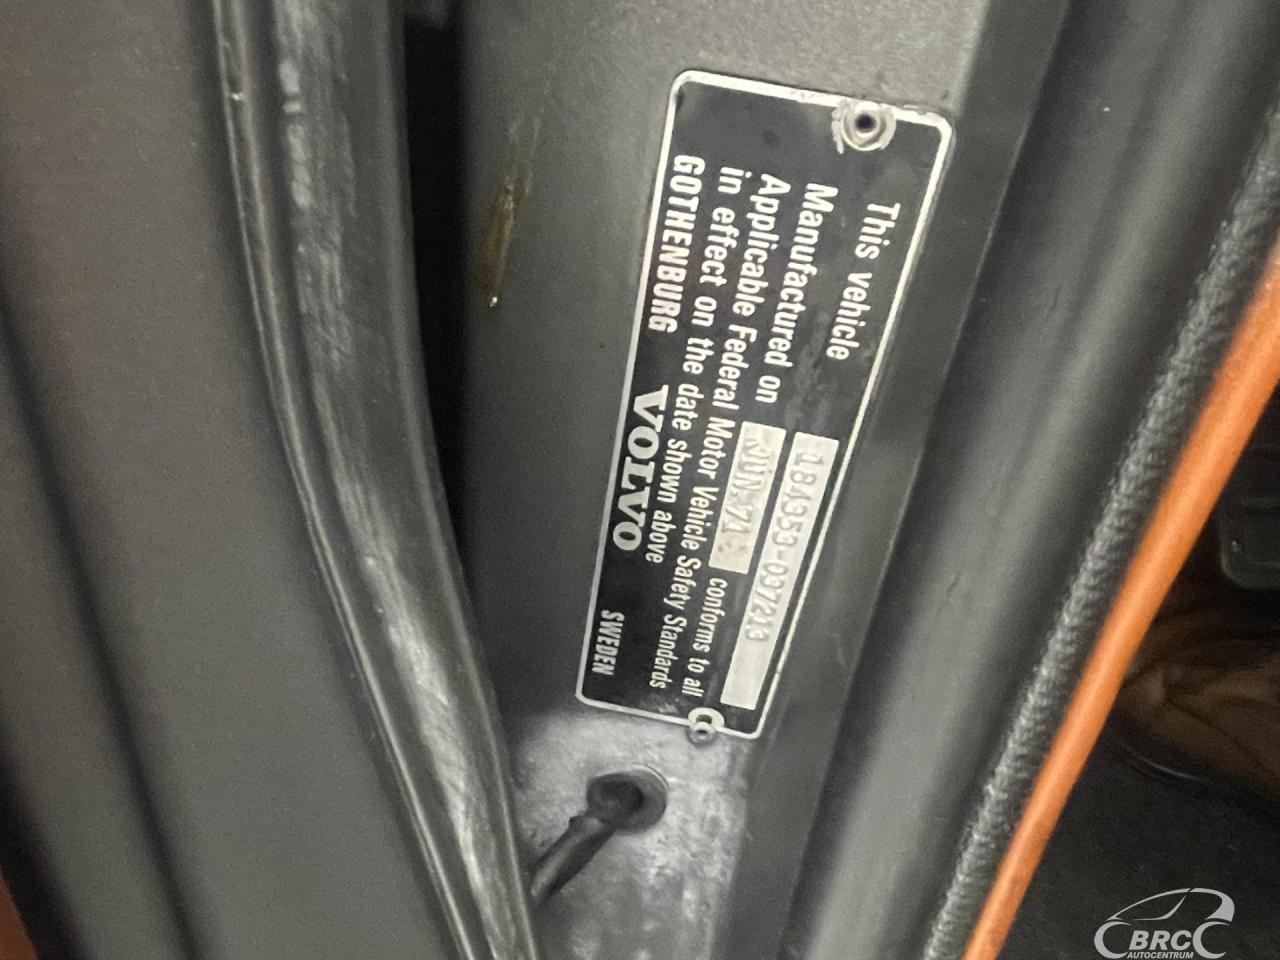 This vehicle 184353-037213
Manufactured on JUN.71 conforms to all
Applicable Federal Motor Vehicle Safety Standards
in effect on the date shown above
GOTHENBURG VOLVO SWEDEN
BRC
AUTOCENTRUM